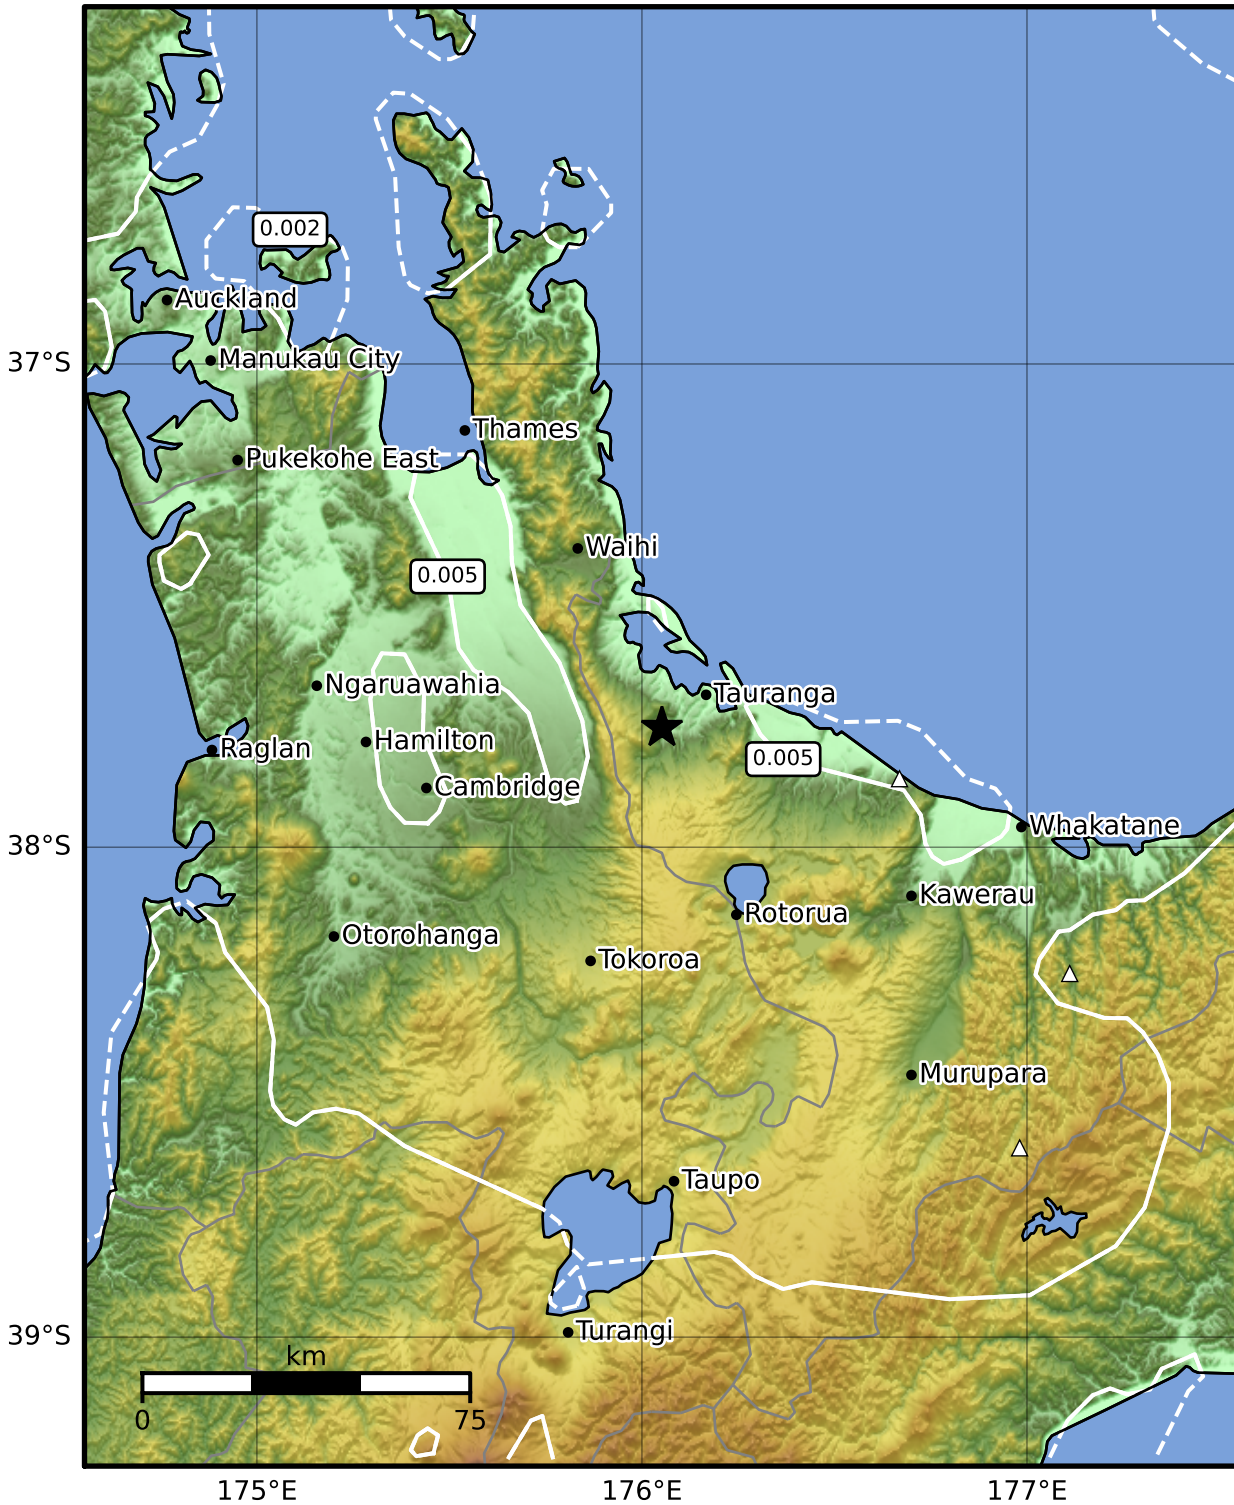 0.002
Auckland
Manukau City
37°S
Thames
Pukekohe East
Waihi
0.005
Ngaruawahia
Tauranga
Raglan
Hamilton
0.005
Cambridge
Whakatane
38°S
Kawerau
Rotorua
Otorohanga
Tokoroa
Murupara
Taupo
Turangi
39°S
km
0
75
175°E
176°E
177°E